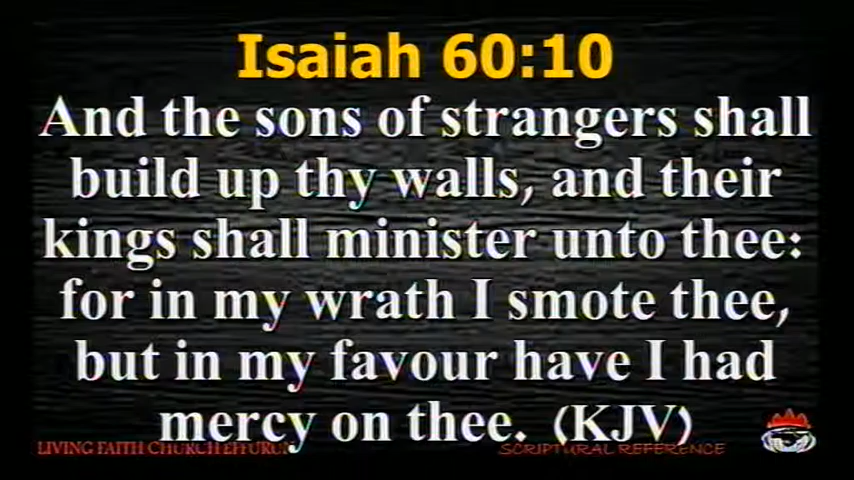 Isaiah 60:10
And the sons of strangers shall
build up thy walls, and their
kings shall minister unto thee:
for in my wrath I smote thee,
but in my favour have I had
mercy on thee. (KJV)
LIVING FAITH CHURCH EFFURUN
SCRIPTURAL REFERENCE